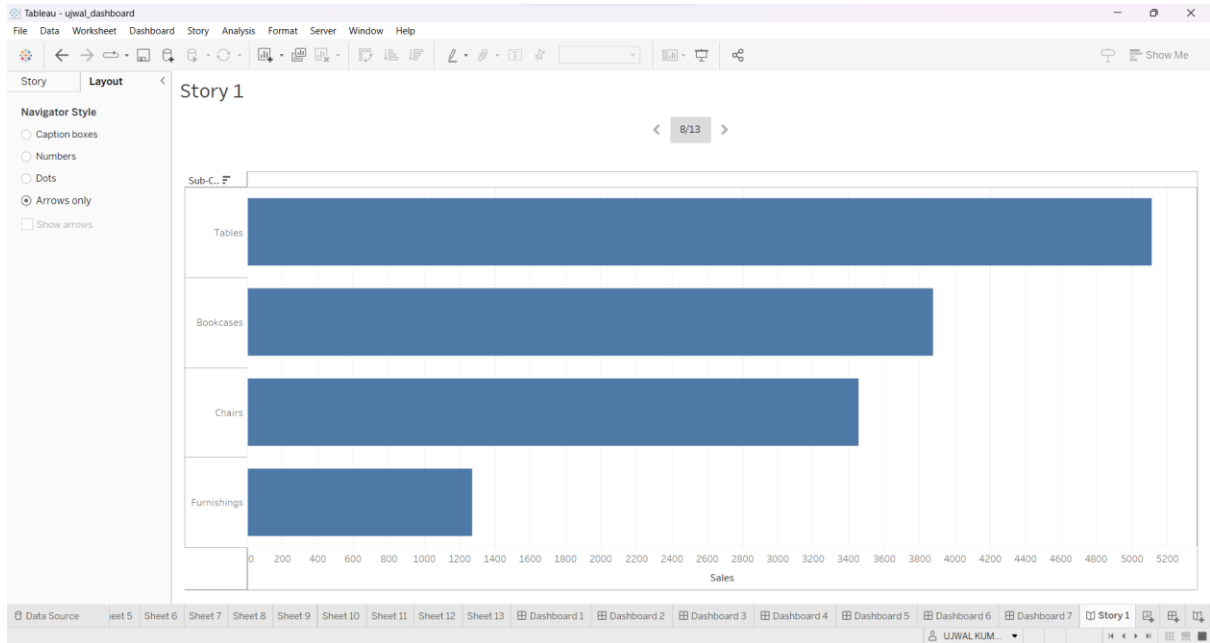 Tableau - ujwal_dashboard
File Data Worksheet Dashboard Story Analysis Format Server Window Help
Show Me
Story Layout
Story 1
Navigator Style
Caption boxes
Numbers
Dots
Arrows only
Show arrows
8/13
Sub-C..
Tables
Bookcases
Chairs
Furnishings
0 200 400 600 800 1000 1200 1400 1600 1800 2000 2200 2400 2600 2800 3000 3200 3400 3600 3800 4000 4200 4400 4600 4800 5000 5200
Sales
Data Source eet 5 Sheet 6 Sheet 7 Sheet 8 Sheet 9 Sheet 10 Sheet 11 Sheet 12 Sheet 13 Dashboard 1 Dashboard 2 Dashboard 3 Dashboard 4 Dashboard 5 Dashboard 6 Dashboard 7 Story 1
UJWAL KUM...